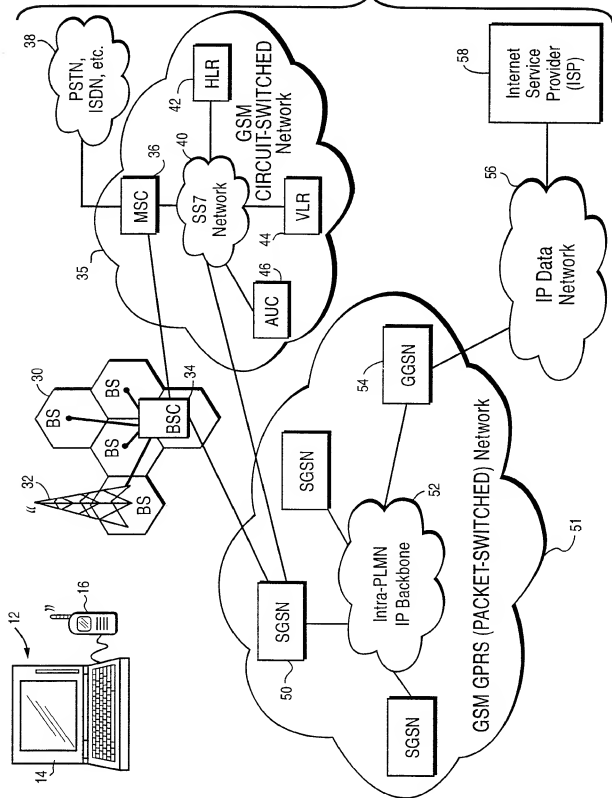 12
14
16
32
BS
30
BS
BS
BS
BSC
34
38
PSTN,
ISDN, etc.
35
MSC
36
40
SS7
Network
42
HLR
44
VLR
AUC
46
GSM
CIRCUIT-SWITCHED
Network
SGSN
50
SGSN
SGSN
Intra-PLMN
IP Backbone
52
54
GGSN
GSM GPRS (PACKET-SWITCHED) Network
51
56
IP Data
Network
58
Internet
Service
Provider
(ISP)